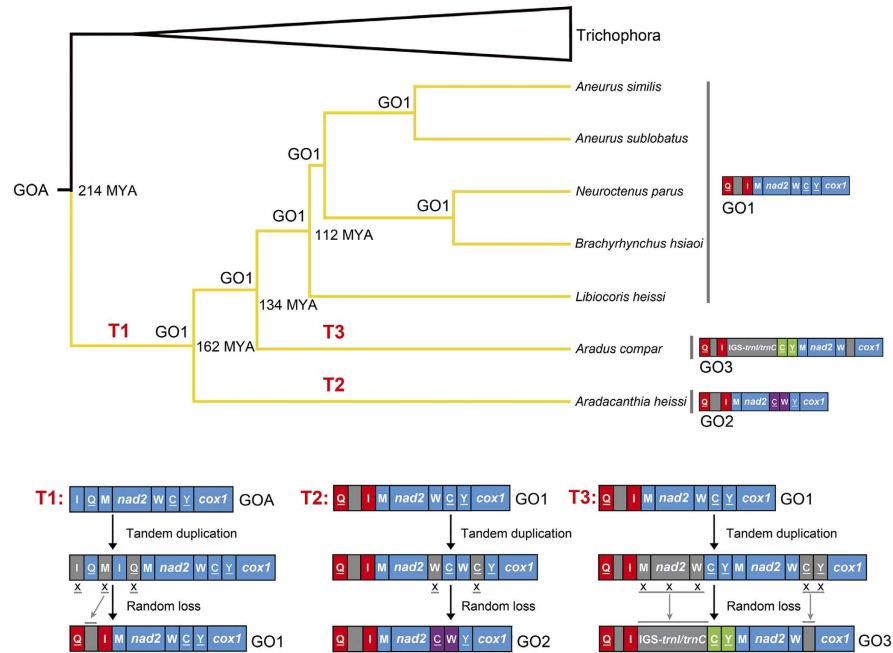 Trichophora
Aneurus similis
GO1
Aneurus sublobatus
GO1
GOA
214 MYA
Neuroctenus parus
Q I M nad2 W C Y cox1
GO1
GO1
GO1
112 MYA
Brachyrhynchus hsiaoi
GO1
134 MYA
Libiocoris heissi
T1
GO1
162 MYA
T3
Aradus compar
Q I IGS-trnI/trnC C Y M nad2 W cox1
GO3
T2
Aradacanthia heissi
Q I M nad2 C W Y cox1
GO2
T1: I Q M nad2 W C Y cox1 GOA
Tandem duplication
I Q M I Q M nad2 W C Y cox1
X X X
Random loss
Q I M nad2 W C Y cox1 GO1
T2: Q I M nad2 W C Y cox1 GO1
Tandem duplication
Q I M nad2 W C W C Y cox1
X X
Random loss
Q I M nad2 C W Y cox1 GO2
T3: Q I M nad2 W C Y cox1 GO1
Tandem duplication
Q I M nad2 W C Y M nad2 W C Y cox1
X X X X X
Random loss
Q I IGS-trnI/trnC C Y M nad2 W cox1 GO3